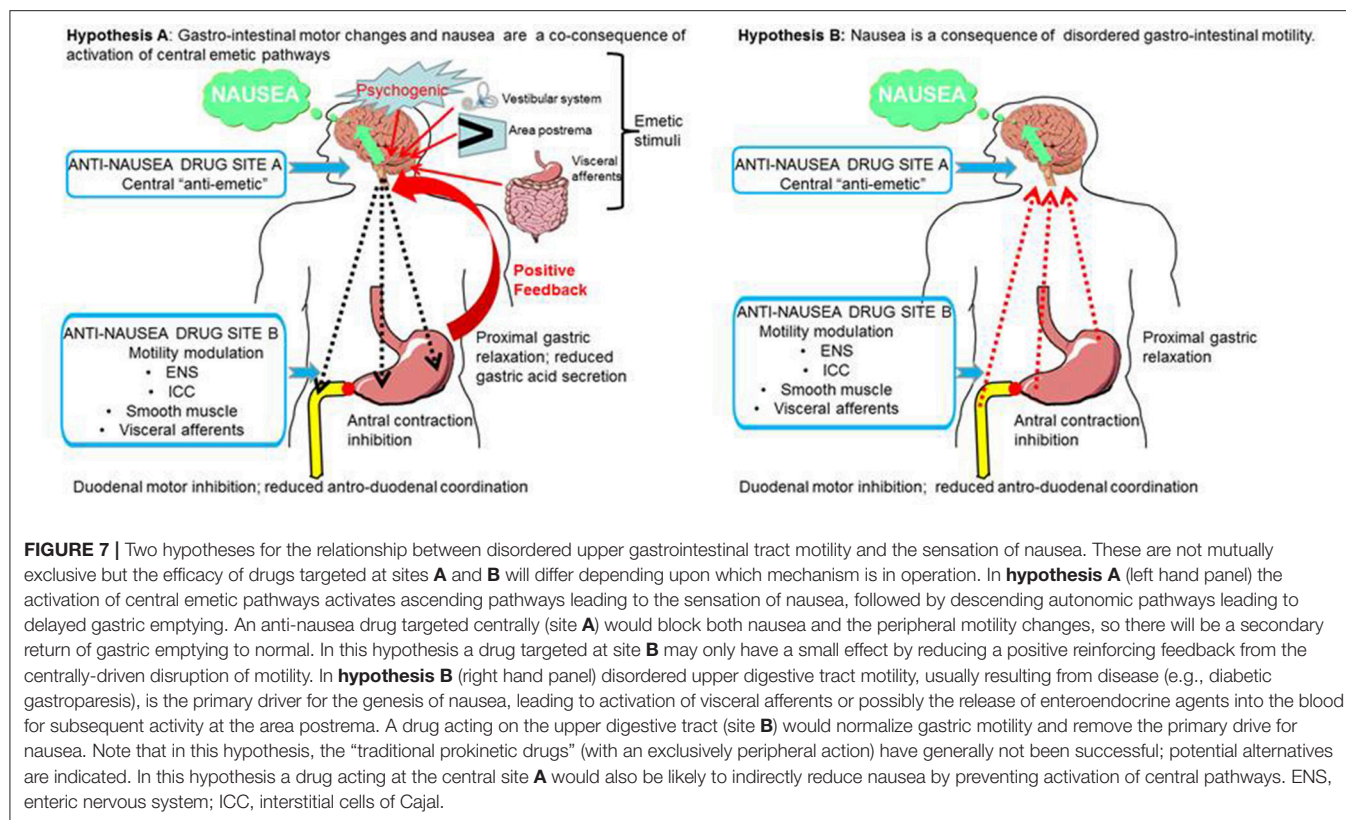 Hypothesis A: Gastro-intestinal motor changes and nausea are a co-consequence of
activation of central emetic pathways
NAUSEA
Psychogenic
Vestibular system
Area postrema
Visceral
afferents
Emetic
stimuli
ANTI-NAUSEA DRUG SITE A
Central “anti-emetic”
Positive
Feedback
ANTI-NAUSEA DRUG SITE B
Motility modulation
• ENS
• ICC
• Smooth muscle
• Visceral afferents
Proximal gastric
relaxation; reduced
gastric acid secretion
Antral contraction
inhibition
Duodenal motor inhibition; reduced antro-duodenal coordination
Hypothesis B: Nausea is a consequence of disordered gastro-intestinal motility.
NAUSEA
ANTI-NAUSEA DRUG SITE A
Central “anti-emetic”
ANTI-NAUSEA DRUG SITE B
Motility modulation
• ENS
• ICC
• Smooth muscle
• Visceral afferents
Proximal gastric
relaxation
Antral contraction
inhibition
Duodenal motor inhibition; reduced antro-duodenal coordination
FIGURE 7 | Two hypotheses for the relationship between disordered upper gastrointestinal tract motility and the sensation of nausea. These are not mutually
exclusive but the efficacy of drugs targeted at sites A and B will differ depending upon which mechanism is in operation. In hypothesis A (left hand panel) the
activation of central emetic pathways activates ascending pathways leading to the sensation of nausea, followed by descending autonomic pathways leading to
delayed gastric emptying. An anti-nausea drug targeted centrally (site A) would block both nausea and the peripheral motility changes, so there will be a secondary
return of gastric emptying to normal. In this hypothesis a drug targeted at site B may only have a small effect by reducing a positive reinforcing feedback from the
centrally-driven disruption of motility. In hypothesis B (right hand panel) disordered upper digestive tract motility, usually resulting from disease (e.g., diabetic
gastroparesis), is the primary driver for the genesis of nausea, leading to activation of visceral afferents or possibly the release of enteroendocrine agents into the blood
for subsequent activity at the area postrema. A drug acting on the upper digestive tract (site B) would normalize gastric motility and remove the primary drive for
nausea. Note that in this hypothesis, the “traditional prokinetic drugs” (with an exclusively peripheral action) have generally not been successful; potential alternatives
are indicated. In this hypothesis a drug acting at the central site A would also be likely to indirectly reduce nausea by preventing activation of central pathways. ENS,
enteric nervous system; ICC, interstitial cells of Cajal.